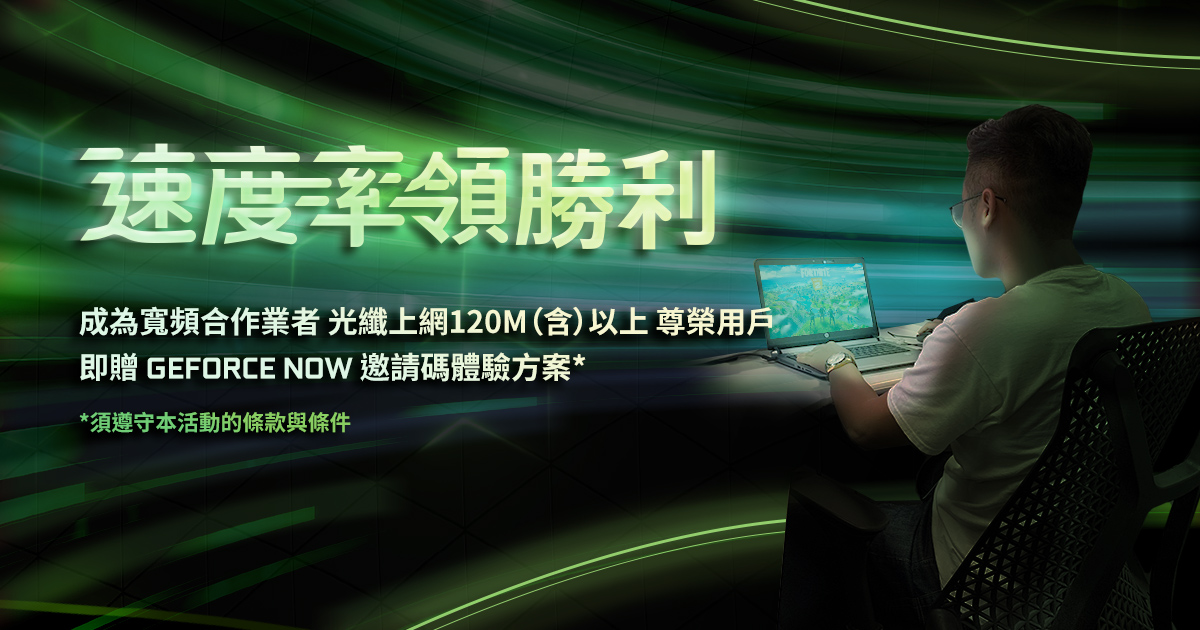 速度率領勝利
成為寬頻合作業者 光纖上網120M(含)以上 尊榮用戶
即贈 GEFORCE NOW 邀請碼體驗方案*
*須遵守本活動的條款與條件
FORTNITE